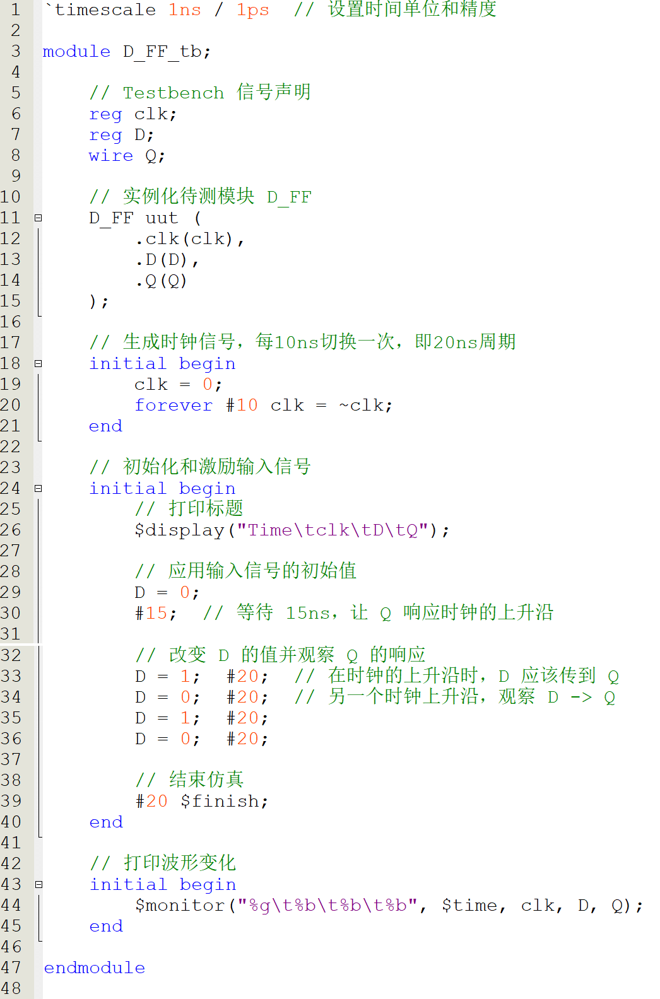 1 `timescale 1ns / 1ps  // 设置时间单位和精度
2
3 module D_FF_tb;
4
5     // Testbench 信号声明
6     reg clk;
7     reg D;
8     wire Q;
9
10     // 实例化待测模块 D_FF
11     D_FF uut (
12         .clk(clk),
13         .D(D),
14         .Q(Q)
15     );
16
17     // 生成时钟信号，每10ns切换一次，即20ns周期
18     initial begin
19         clk = 0;
20         forever #10 clk = ~clk;
21     end
22
23     // 初始化和激励输入信号
24     initial begin
25         // 打印标题
26         $display("Time\tclk\tD\tQ");
27
28         // 应用输入信号的初始值
29         D = 0;
30         #15;  // 等待 15ns，让 Q 响应时钟的上升沿
31
32         // 改变 D 的值并观察 Q 的响应
33         D = 1;  #20;  // 在时钟的上升沿时，D 应该传到 Q
34         D = 0;  #20;  // 另一个时钟上升沿，观察 D -> Q
35         D = 1;  #20;
36         D = 0;  #20;
37
38         // 结束仿真
39         #20 $finish;
40     end
41
42     // 打印波形变化
43     initial begin
44         $monitor("%g\t%b\t%b\t%b", $time, clk, D, Q);
45     end
46
47 endmodule
48